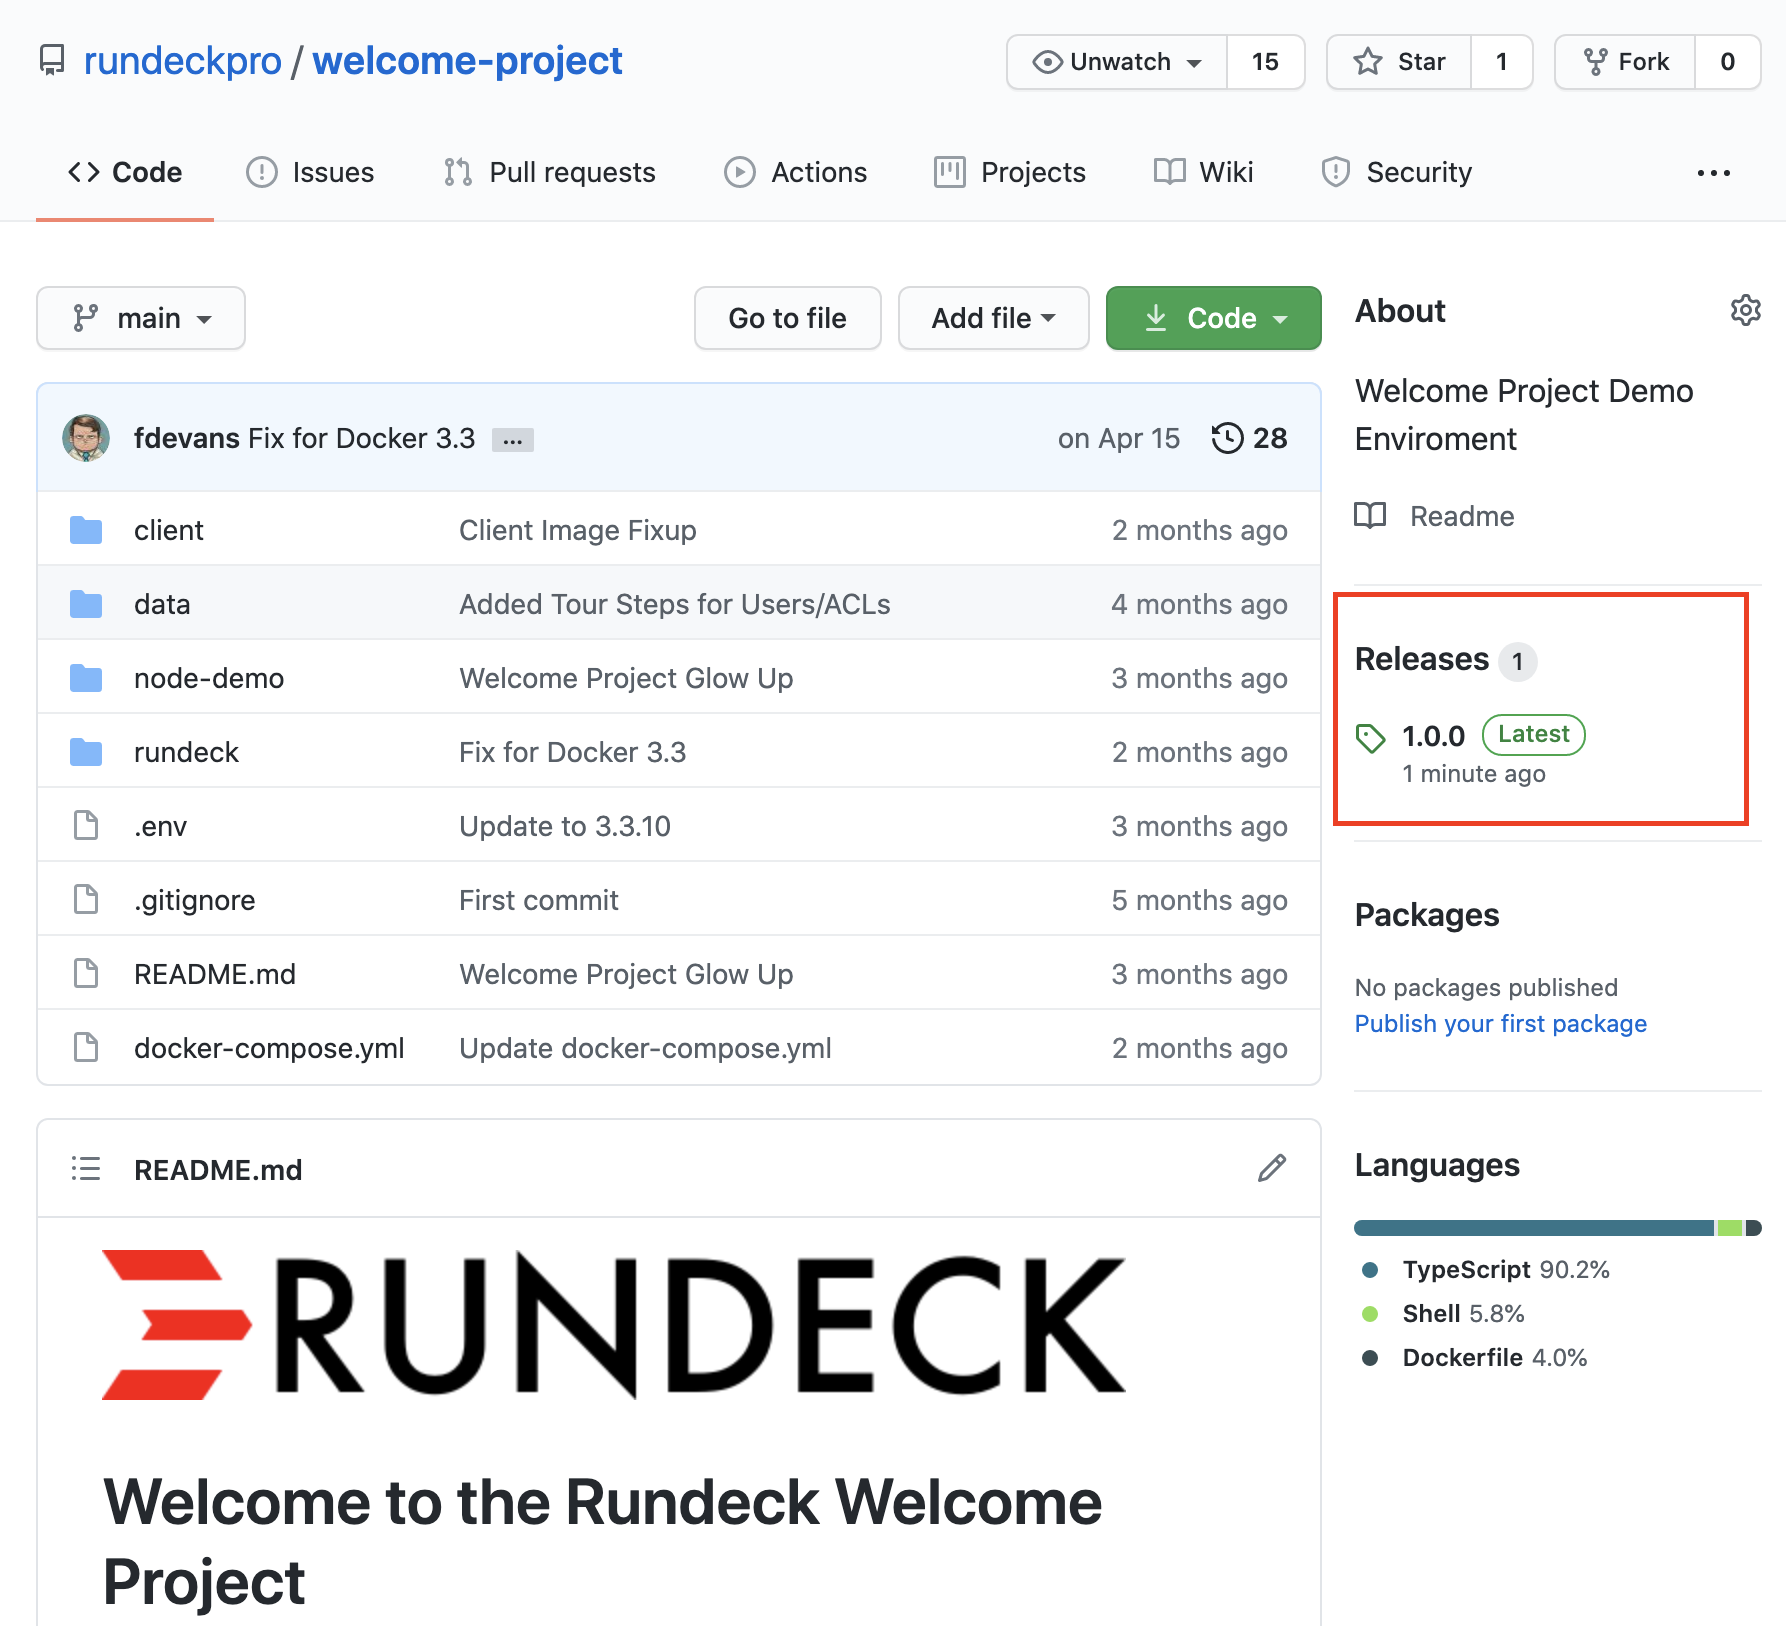 rundeckpro / welcome-project
Unwatch 15 Star 1 Fork 0
Code Issues Pull requests Actions Projects Wiki Security ...
main Go to file Add file Code
fdevans Fix for Docker 3.3 ... on Apr 15 28
client Client Image Fixup 2 months ago
data Added Tour Steps for Users/ACLs 4 months ago
node-demo Welcome Project Glow Up 3 months ago
rundeck Fix for Docker 3.3 2 months ago
.env Update to 3.3.10 3 months ago
.gitignore First commit 5 months ago
README.md Welcome Project Glow Up 3 months ago
docker-compose.yml Update docker-compose.yml 2 months ago
README.md
RUNDECK
Welcome to the Rundeck Welcome
Project
About
Welcome Project Demo
Enviroment
Readme
Releases 1
1.0.0 Latest
1 minute ago
Packages
No packages published
Publish your first package
Languages
TypeScript 90.2%
Shell 5.8%
Dockerfile 4.0%